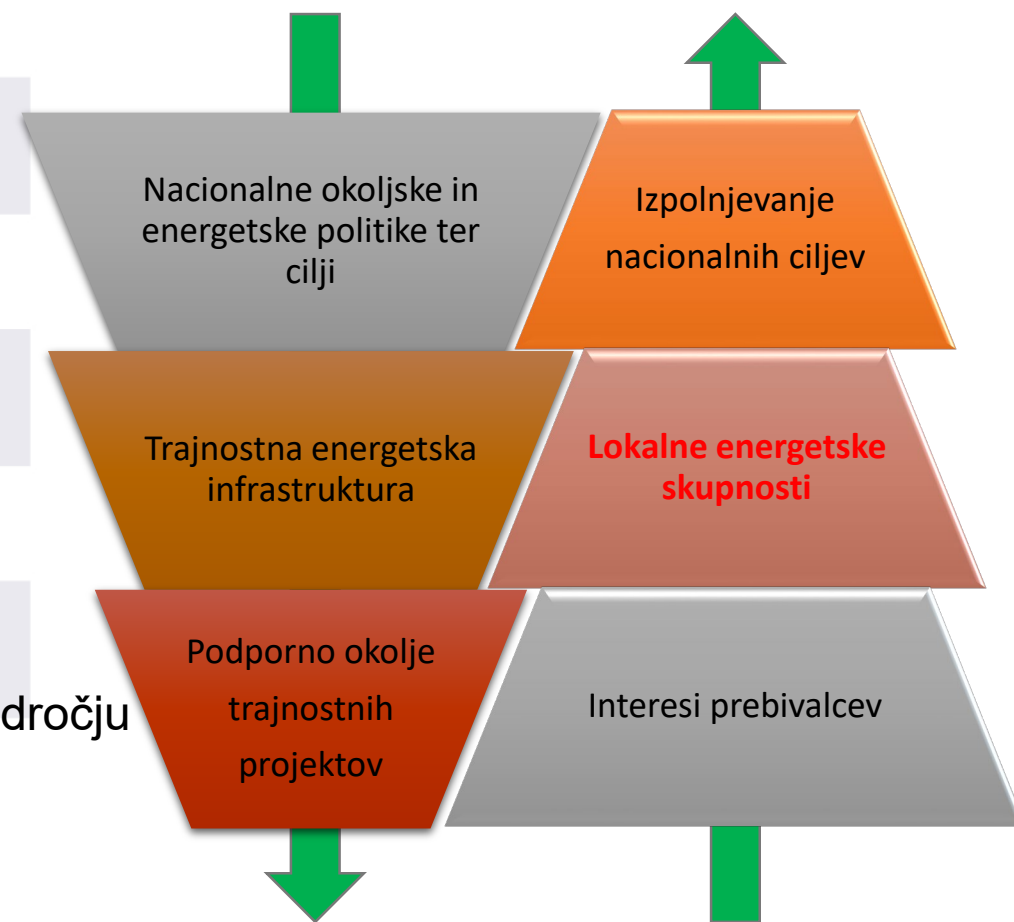 Nacionalne okoljske in
energetske politike ter
cilji
Izpolnjevanje
nacionalnih ciljev
Trajnostna energetska
infrastruktura
Lokalne energetske
skupnosti
Podporno okolje
trajnostnih
projektov
dročju
Interesi prebivalcev